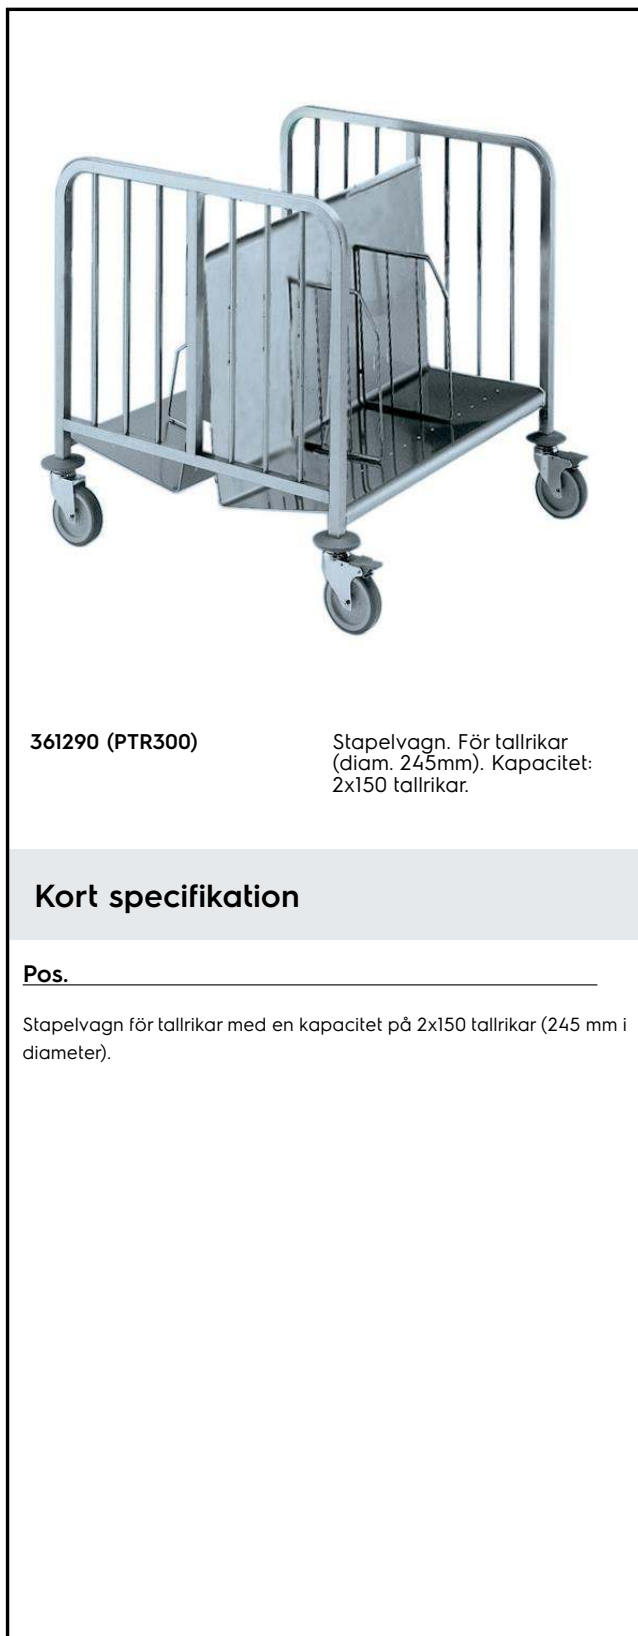 361290 (PTR300)
Stapelvagn. För tallrikar
(diam. 245mm). Kapacitet:
2x150 tallrikar.
Kort specifikation
Pos.
Stapelvagn för tallrikar med en kapacitet på 2x150 tallrikar (245 mm i
diameter).